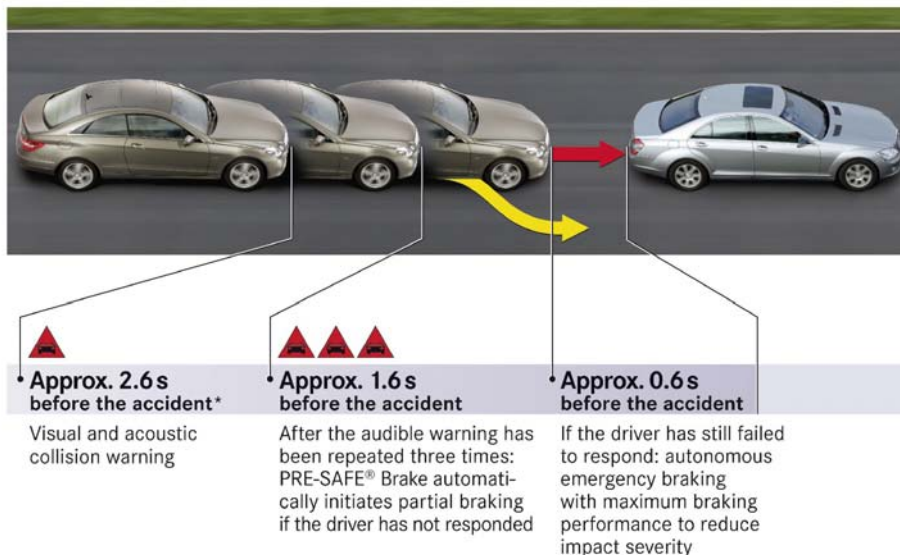 Approx. 2.6 s
before the accident*
Visual and acoustic
collision warning
Approx. 1.6 s
before the accident
After the audible warning has
been repeated three times:
PRE-SAFE® Brake automati-
cally initiates partial braking
if the driver has not responded
Approx. 0.6 s
before the accident
If the driver has still failed
to respond: autonomous
emergency braking
with maximum braking
performance to reduce
impact severity